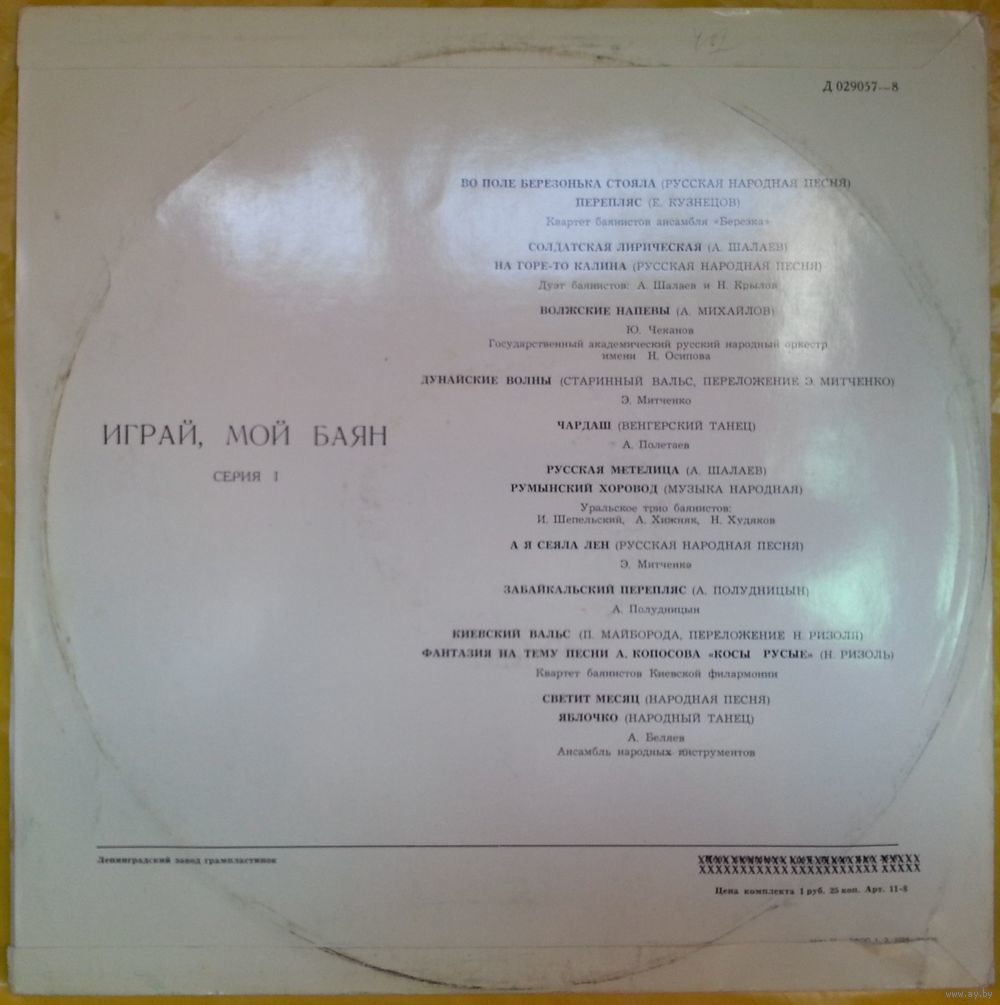 Д 029057—8
ВО ПОЛЕ БЕРЕЗОНЬКА СТОЯЛА (РУССКАЯ НАРОДНАЯ ПЕСНЯ)
ПЕРЕПЛЯС (Е. КУЗНЕЦОВ)
Квартет баянистов ансамбля «Березка»
СОЛДАТСКАЯ ЛИРИЧЕСКАЯ (А. ШАЛАЕВ)
НА ГОРЕ-ТО КАЛИНА (РУССКАЯ НАРОДНАЯ ПЕСНЯ)
Дуэт баянистов: А. Шалаев и Н. Крылов
ВОЛЖСКИЕ НАПЕВЫ (А. МИХАЙЛОВ)
Ю. Чеканов
Государственный академический русский народный оркестр
имени Н. Осипова
ДУНАЙСКИЕ ВОЛНЫ (СТАРИННЫЙ ВАЛЬС, ПЕРЕЛОЖЕНИЕ Э. МИТЧЕНКО)
Э. Митченко
ЧАРДАШ (ВЕНГЕРСКИЙ ТАНЕЦ)
А. Полетаев
ИГРАЙ, МОЙ БАЯН
СЕРИЯ I
РУССКАЯ МЕТЕЛИЦА (А. ШАЛАЕВ)
РУМЫНСКИЙ ХОРОВОД (МУЗЫКА НАРОДНАЯ)
Уральское трио баянистов:
И. Шепельский, А. Хижняк, Н. Худяков
А Я СЕЯЛА ЛЕН (РУССКАЯ НАРОДНАЯ ПЕСНЯ)
Э. Митченко
ЗАБАЙКАЛЬСКИЙ ПЕРЕПЛЯС (А. ПОЛУДНИЦЫН)
А. Полудницын
КИЕВСКИЙ ВАЛЬС (П. МАЙБОРОДА, ПЕРЕЛОЖЕНИЕ Н. РИЗОЛЯ)
ФАНТАЗИЯ НА ТЕМУ ПЕСНИ А. КОПОСОВА «КОСЫ РУСЫЕ» (Н. РИЗОЛЬ)
Квартет баянистов Киевской филармонии
СВЕТИТ МЕСЯЦ (НАРОДНАЯ ПЕСНЯ)
ЯБЛОЧКО (НАРОДНЫЙ ТАНЕЦ)
А. Беляев
Ансамбль народных инструментов
Ленинградский завод грампластинок
Цена комплекта 1 руб. 25 коп. Арт. 11-8
www.ay.by